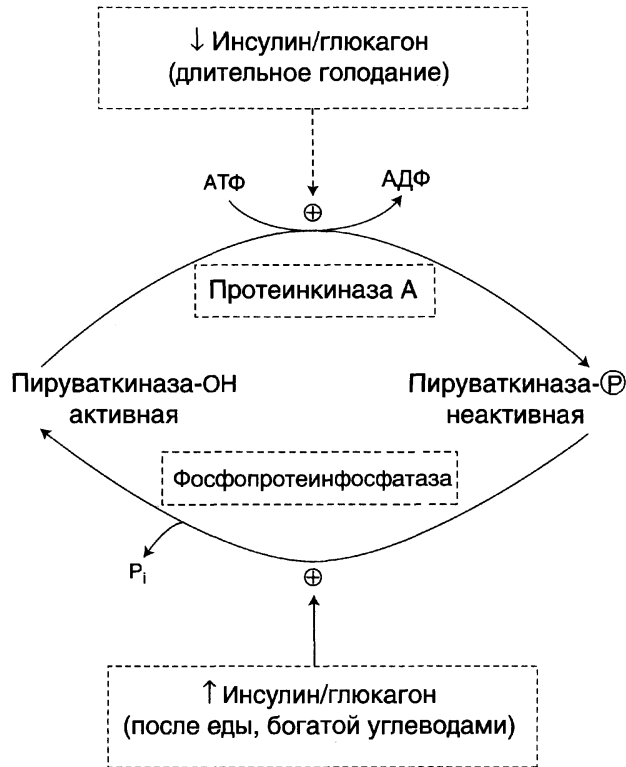 ↓ Инсулин/глюкагон
(длительное голодание)
АТФ
АДФ
⊕
Протеинкиназа А
Пируваткиназа-ОН
активная
Пируваткиназа-Ⓟ
неактивная
Фосфопротеинфосфатаза
Pi
⊕
↑ Инсулин/глюкагон
(после еды, богатой углеводами)